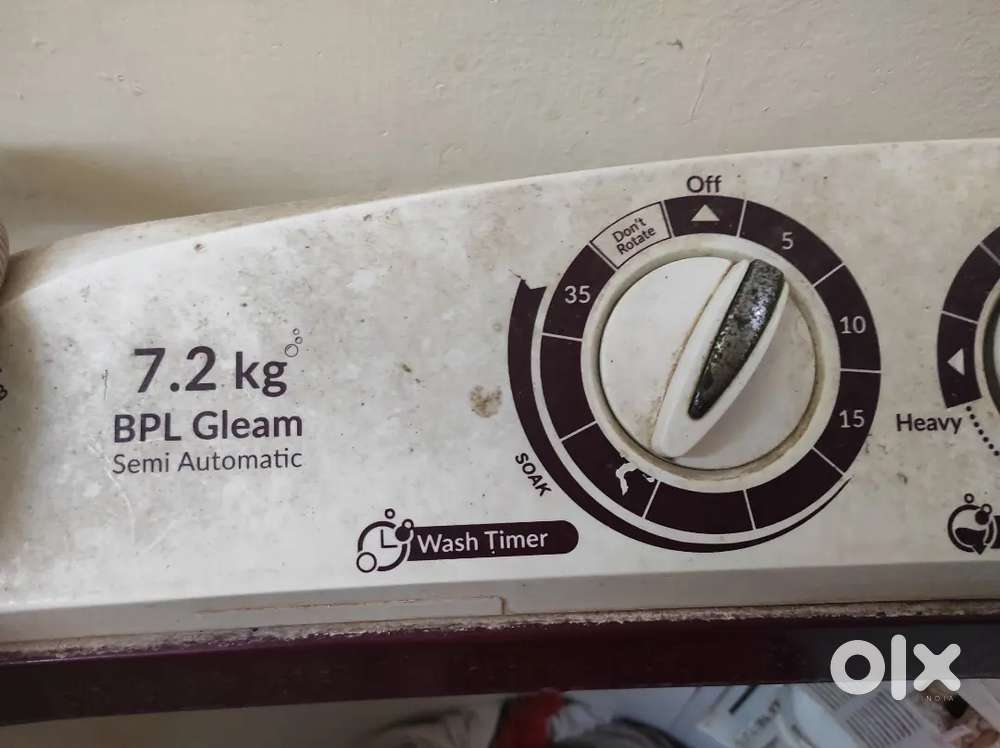 7.2 kg
BPL Gleam
Semi Automatic
Wash Timer
Off
Don't
Rotate
5
10
15
35
SOAK
Heavy
olx
INDIA